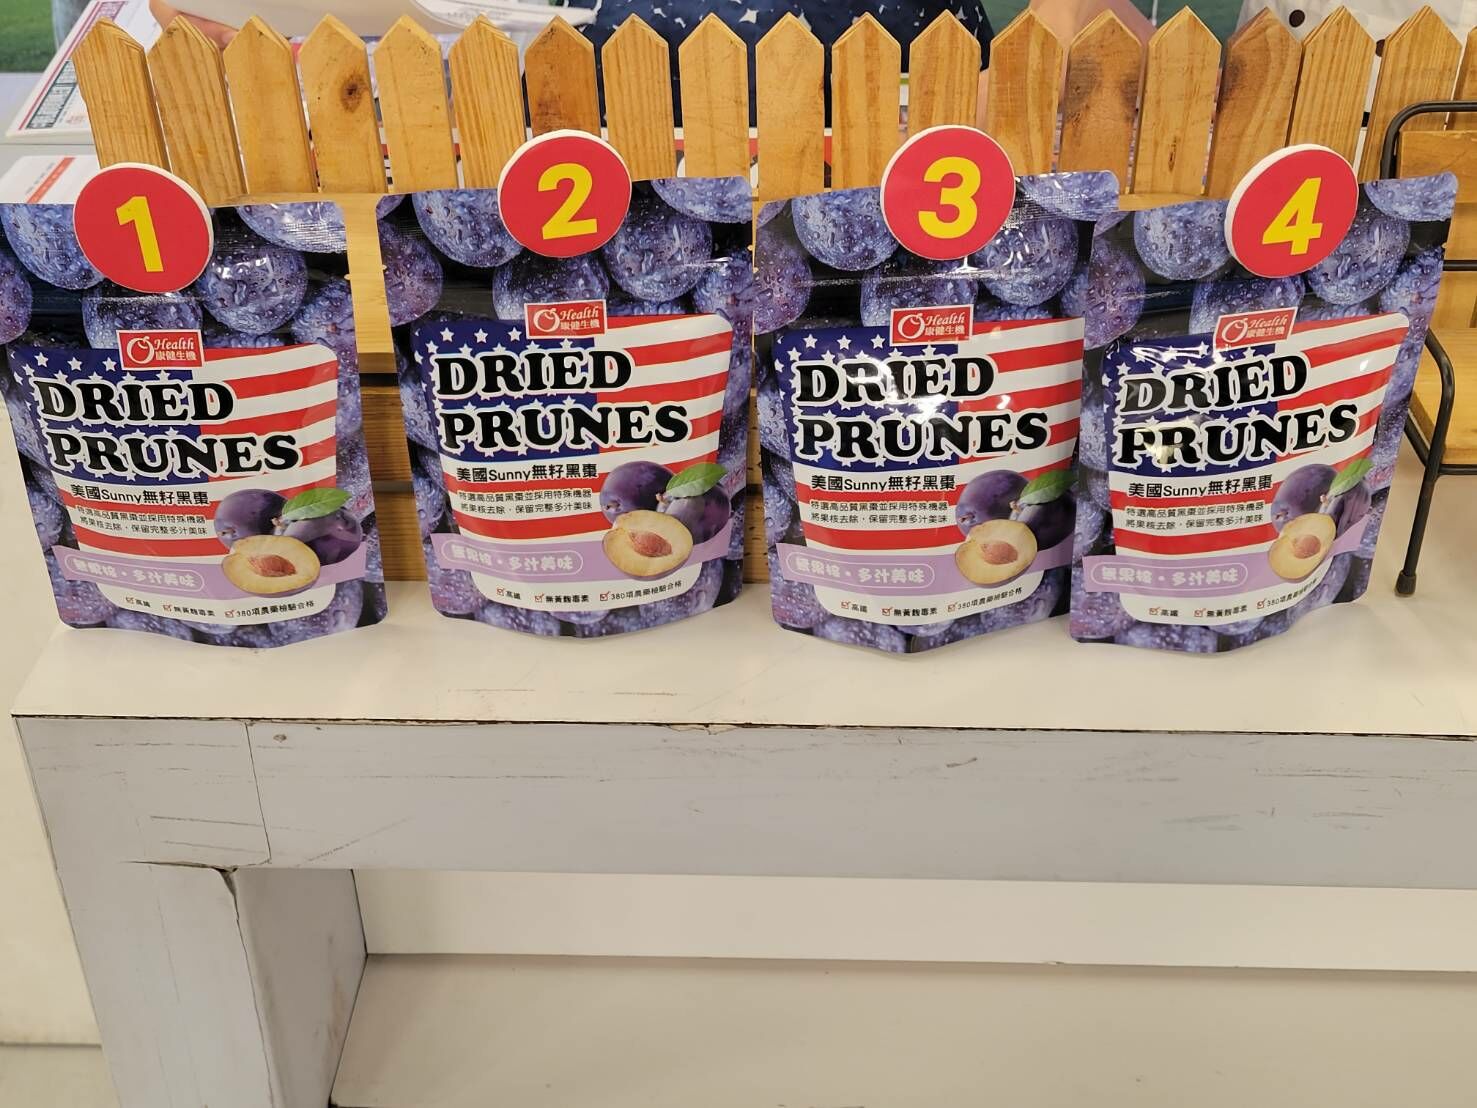 1
2
3
4
Health
康健生機
DRIED
PRUNES
美國Sunny無籽黑棗
特選高品質黑棗並採用特殊機器
將果核去除，保留完整多汁美味
無果核・多汁美味
高纖 無黃麴毒素 380項農藥檢驗合格
Health
康健生機
DRIED
PRUNES
美國Sunny無籽黑棗
特選高品質黑棗並採用特殊機器
將果核去除，保留完整多汁美味
無果核・多汁美味
高纖 無黃麴毒素 380項農藥檢驗合格
Health
康健生機
DRIED
PRUNES
美國Sunny無籽黑棗
特選高品質黑棗並採用特殊機器
將果核去除，保留完整多汁美味
無果核・多汁美味
高纖 無黃麴毒素 380項農藥檢驗合格
Health
康健生機
DRIED
PRUNES
美國Sunny無籽黑棗
特選高品質黑棗並採用特殊機器
將果核去除，保留完整多汁美味
無果核・多汁美味
高纖 無黃麴毒素 380項農藥檢驗合格